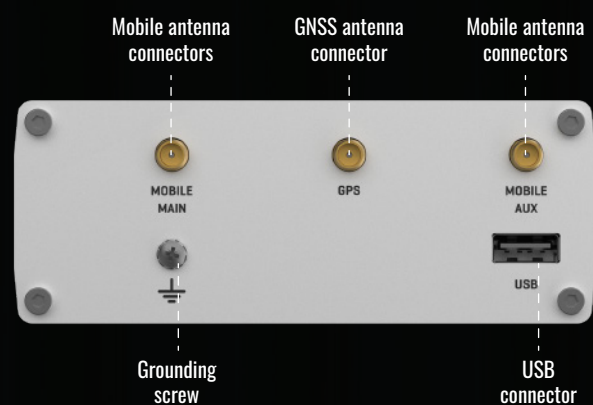 Mobile antenna
connectors
GNSS antenna
connector
Mobile antenna
connectors
MOBILE
MAIN
GPS
MOBILE
AUX
USB
Grounding
screw
USB
connector